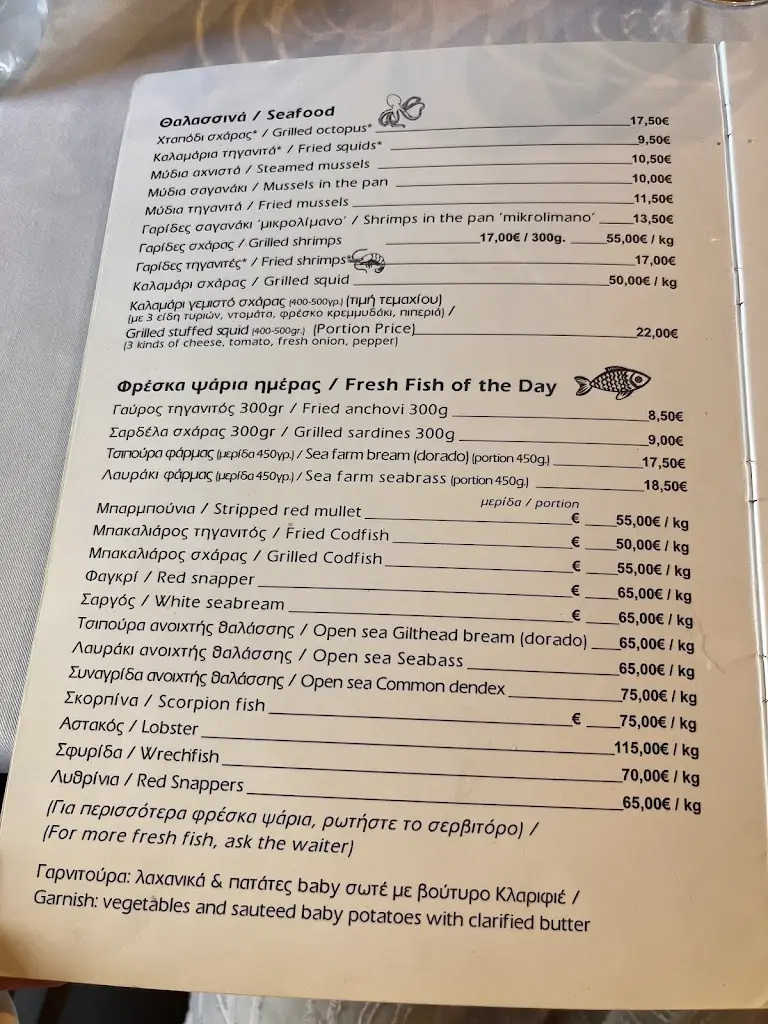 Θαλασσινά / Seafood
Χταπόδι σχάρας* / Grilled octopus* 17,50€
Καλαμάρια τηγανιτά* / Fried squids* 9,50€
Μύδια αχνιστά / Steamed mussels 10,50€
Μύδια σαγανάκι / Mussels in the pan 10,00€
Μύδια τηγανιτά / Fried mussels 11,50€
Γαρίδες σαγανάκι ‘μικρολίμανο’ / Shrimps in the pan ‘mikrolimano’ 13,50€
Γαρίδες σχάρας / Grilled shrimps 17,00€ / 300g. 55,00€ / kg
Γαρίδες τηγανιτές* / Fried shrimps* 17,00€
Καλαμάρι σχάρας / Grilled squid 50,00€ / kg
Καλαμάρι γεμιστό σχάρας (400-500γρ.) (τιμή τεμαχίου)
(με 3 είδη τυριών, ντομάτα, φρέσκο κρεμμυδάκι, πιπεριά) /
Grilled stuffed squid (400-500gr.) (Portion Price) 22,00€
(3 kinds of cheese, tomato, fresh onion, pepper)
Φρέσκα ψάρια ημέρας / Fresh Fish of the Day
Γαύρος τηγανιτός 300gr / Fried anchovi 300g 8,50€
Σαρδέλα σχάρας 300gr / Grilled sardines 300g 9,00€
Τσιπούρα φάρμας (μερίδα 450γρ.) / Sea farm bream (dorado) (portion 450g.) 17,50€
Λαυράκι φάρμας (μερίδα 450γρ.) / Sea farm seabrass (portion 450g.) 18,50€
μερίδα / portion
Μπαρμπούνια / Stripped red mullet € 55,00€ / kg
Μπακαλιάρος τηγανιτός / Fried Codfish € 50,00€ / kg
Μπακαλιάρος σχάρας / Grilled Codfish € 55,00€ / kg
Φαγκρί / Red snapper € 65,00€ / kg
Σαργός / White seabream € 65,00€ / kg
Τσιπούρα ανοιχτής θαλάσσης / Open sea Gilthead bream (dorado) 65,00€ / kg
Λαυράκι ανοιχτής θαλάσσης / Open sea Seabass 65,00€ / kg
Συναγρίδα ανοιχτής θαλάσσης / Open sea Common dendex 75,00€ / kg
Σκορπίνα / Scorpion fish € 75,00€ / kg
Αστακός / Lobster 115,00€ / kg
Σφυρίδα / Wrechfish 70,00€ / kg
Λυθρίνια / Red Snappers 65,00€ / kg
(Για περισσότερα φρέσκα ψάρια, ρωτήστε το σερβιτόρο) /
(For more fresh fish, ask the waiter)
Γαρνιτούρα: λαχανικά & πατάτες baby σωτέ με βούτυρο Κλαριφιέ /
Garnish: vegetables and sauteed baby potatoes with clarified butter